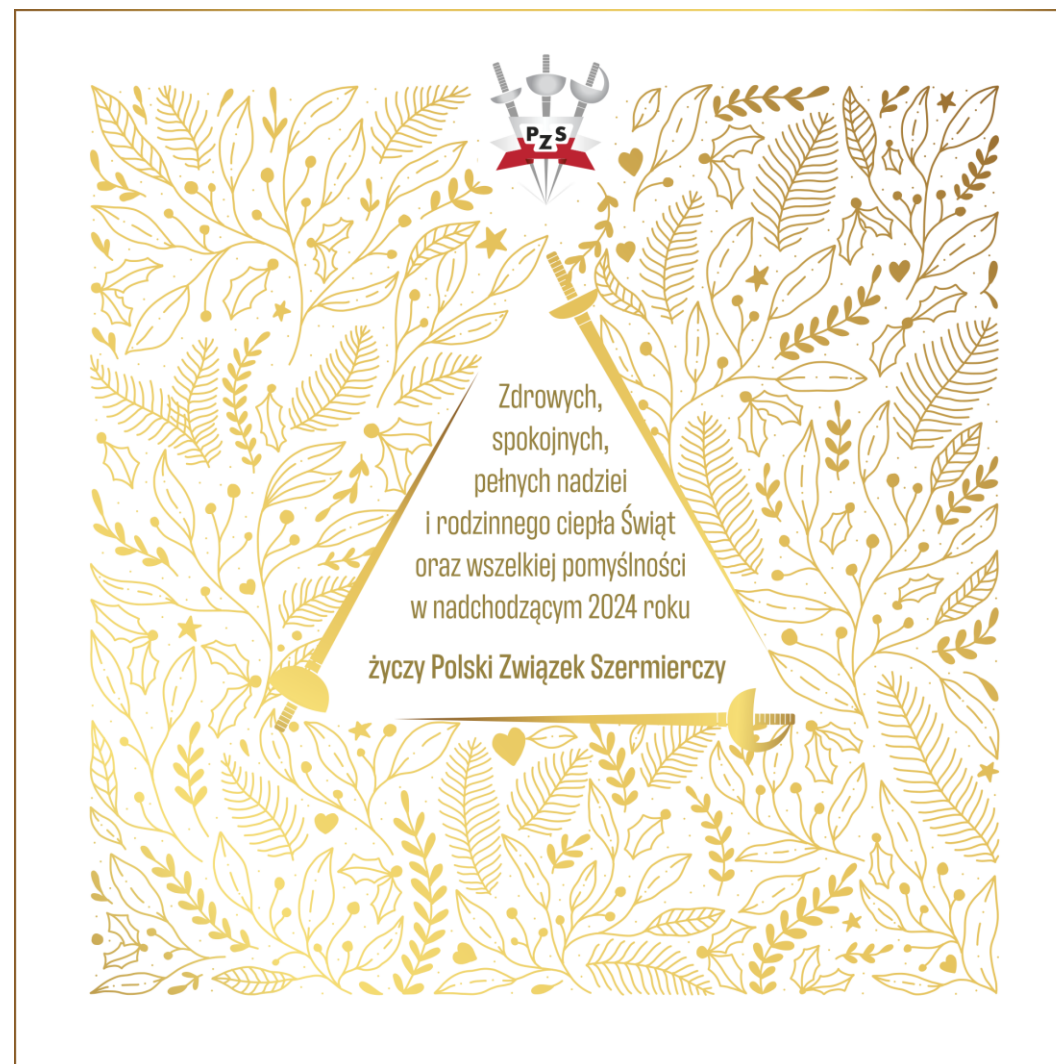 PZS
Zdrowych,
spokojnych,
pełnych nadziei
i rodzinnego ciepła Świąt
oraz wszelkiej pomyślności
w nadchodzącym 2024 roku
życzy Polski Związek Szermierczy